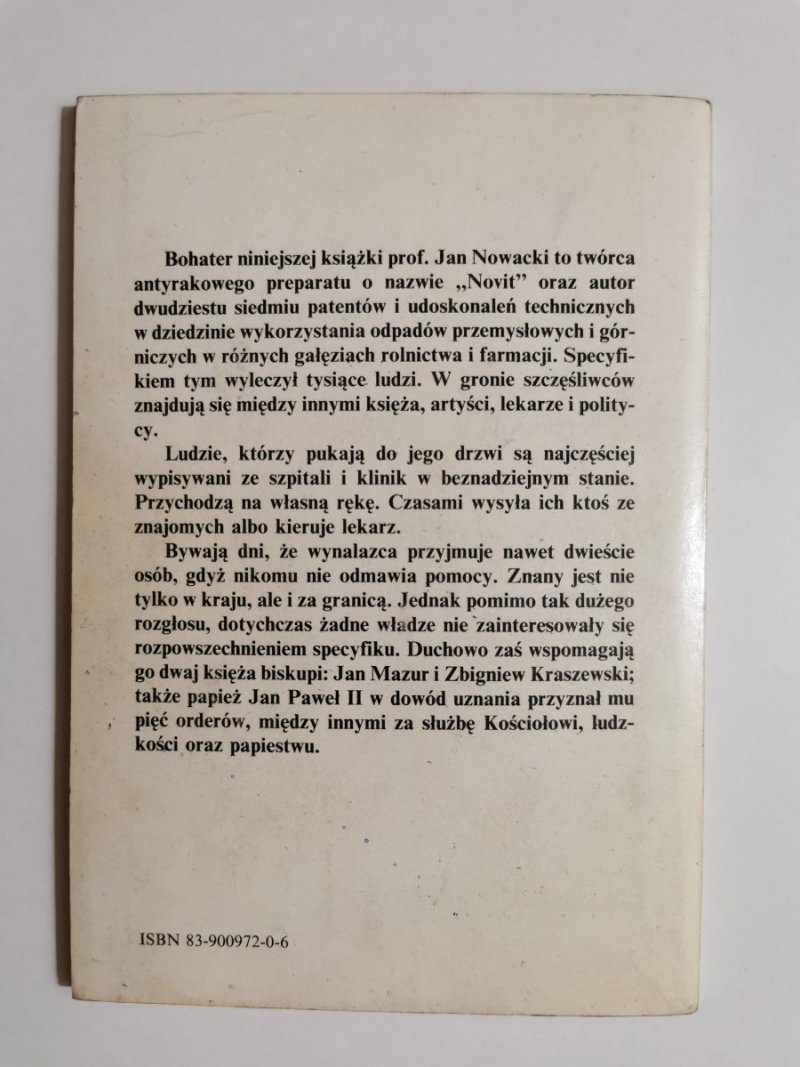 Bohater niniejszej książki prof. Jan Nowacki to twórca
antyrakowego preparatu o nazwie „Novit” oraz autor
dwudziestu siedmiu patentów i udoskonaleń technicznych
w dziedzinie wykorzystania odpadów przemysłowych i gór-
niczych w różnych gałęziach rolnictwa i farmacji. Specyfi-
kiem tym wyleczył tysiące ludzi. W gronie szczęśliwców
znajdują się między innymi księża, artyści, lekarze i polity-
cy.
Ludzie, którzy pukają do jego drzwi są najczęściej
wypisywani ze szpitali i klinik w beznadziejnym stanie.
Przychodzą na własną rękę. Czasami wysyła ich ktoś ze
znajomych albo kieruje lekarz.
Bywają dni, że wynalazca przyjmuje nawet dwieście
osób, gdyż nikomu nie odmawia pomocy. Znany jest nie
tylko w kraju, ale i za granicą. Jednak pomimo tak dużego
rozgłosu, dotychczas żadne władze nie zainteresowały się
rozpowszechnieniem specyfiku. Duchowo zaś wspomagają
go dwaj księża biskupi: Jan Mazur i Zbigniew Kraszewski;
także papież Jan Paweł II w dowód uznania przyznał mu
pięć orderów, między innymi za służbę Kościołowi, ludz-
kości oraz papiestwu.
ISBN 83-900972-0-6